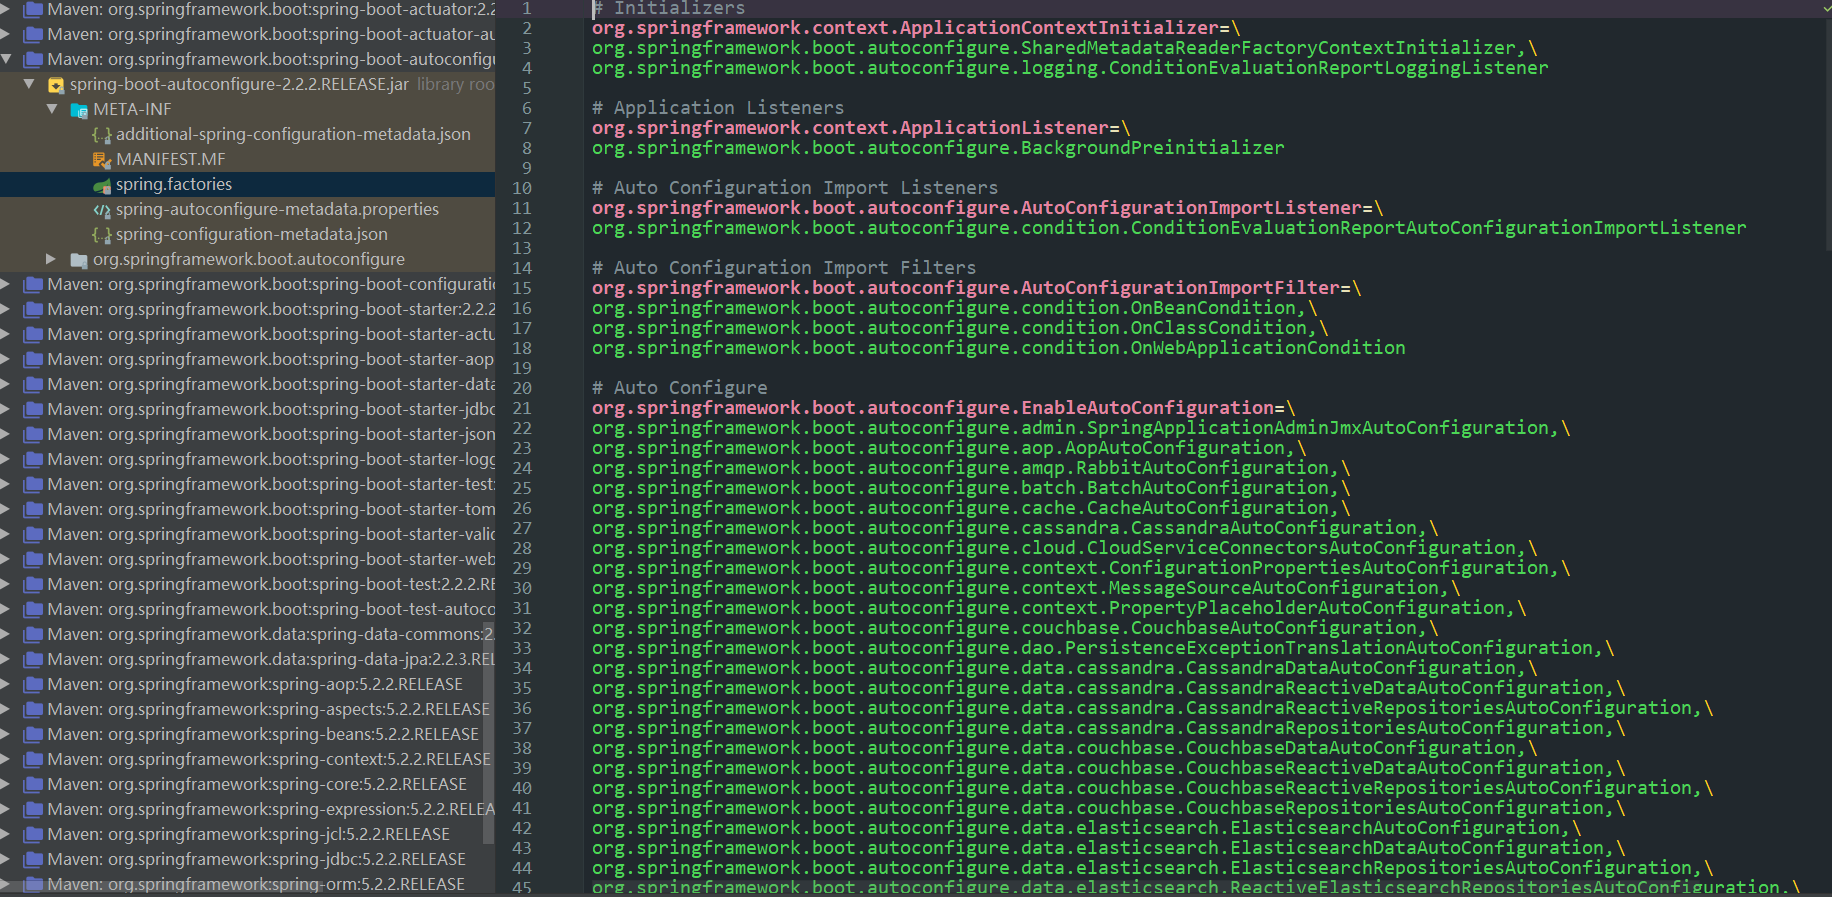 Maven: org.springframework.boot:spring-boot-actuator:2.2
Maven: org.springframework.boot:spring-boot-actuator-au
Maven: org.springframework.boot:spring-boot-autoconfigu
spring-boot-autoconfigure-2.2.2.RELEASE.jar library roo
META-INF
additional-spring-configuration-metadata.json
MANIFEST.MF
spring.factories
spring-autoconfigure-metadata.properties
spring-configuration-metadata.json
org.springframework.boot.autoconfigure
Maven: org.springframework.boot:spring-boot-configuratio
Maven: org.springframework.boot:spring-boot-starter:2.2.2
Maven: org.springframework.boot:spring-boot-starter-actu
Maven: org.springframework.boot:spring-boot-starter-aop
Maven: org.springframework.boot:spring-boot-starter-data
Maven: org.springframework.boot:spring-boot-starter-jdbc
Maven: org.springframework.boot:spring-boot-starter-json
Maven: org.springframework.boot:spring-boot-starter-logg
Maven: org.springframework.boot:spring-boot-starter-test:
Maven: org.springframework.boot:spring-boot-starter-tom
Maven: org.springframework.boot:spring-boot-starter-valid
Maven: org.springframework.boot:spring-boot-starter-web
Maven: org.springframework.boot:spring-boot-test:2.2.2.RE
Maven: org.springframework.boot:spring-boot-test-autoco
Maven: org.springframework.data:spring-data-commons:2.
Maven: org.springframework.data:spring-data-jpa:2.2.3.REL
Maven: org.springframework:spring-aop:5.2.2.RELEASE
Maven: org.springframework:spring-aspects:5.2.2.RELEASE
Maven: org.springframework:spring-beans:5.2.2.RELEASE
Maven: org.springframework:spring-context:5.2.2.RELEASE
Maven: org.springframework:spring-core:5.2.2.RELEASE
Maven: org.springframework:spring-expression:5.2.2.RELEA
Maven: org.springframework:spring-jcl:5.2.2.RELEASE
Maven: org.springframework:spring-jdbc:5.2.2.RELEASE
Maven: org.springframework:spring-orm:5.2.2.RELEASE
1 # Initializers
2 org.springframework.context.ApplicationContextInitializer=\
3 org.springframework.boot.autoconfigure.SharedMetadataReaderFactoryContextInitializer,\
4 org.springframework.boot.autoconfigure.logging.ConditionEvaluationReportLoggingListener
5
6 # Application Listeners
7 org.springframework.context.ApplicationListener=\
8 org.springframework.boot.autoconfigure.BackgroundPreinitializer
9
10 # Auto Configuration Import Listeners
11 org.springframework.boot.autoconfigure.AutoConfigurationImportListener=\
12 org.springframework.boot.autoconfigure.condition.ConditionEvaluationReportAutoConfigurationImportListener
13
14 # Auto Configuration Import Filters
15 org.springframework.boot.autoconfigure.AutoConfigurationImportFilter=\
16 org.springframework.boot.autoconfigure.condition.OnBeanCondition,\
17 org.springframework.boot.autoconfigure.condition.OnClassCondition,\
18 org.springframework.boot.autoconfigure.condition.OnWebApplicationCondition
19
20 # Auto Configure
21 org.springframework.boot.autoconfigure.EnableAutoConfiguration=\
22 org.springframework.boot.autoconfigure.admin.SpringApplicationAdminJmxAutoConfiguration,\
23 org.springframework.boot.autoconfigure.aop.AopAutoConfiguration,\
24 org.springframework.boot.autoconfigure.amqp.RabbitAutoConfiguration,\
25 org.springframework.boot.autoconfigure.batch.BatchAutoConfiguration,\
26 org.springframework.boot.autoconfigure.cache.CacheAutoConfiguration,\
27 org.springframework.boot.autoconfigure.cassandra.CassandraAutoConfiguration,\
28 org.springframework.boot.autoconfigure.cloud.CloudServiceConnectorsAutoConfiguration,\
29 org.springframework.boot.autoconfigure.context.ConfigurationPropertiesAutoConfiguration,\
30 org.springframework.boot.autoconfigure.context.MessageSourceAutoConfiguration,\
31 org.springframework.boot.autoconfigure.context.PropertyPlaceholderAutoConfiguration,\
32 org.springframework.boot.autoconfigure.couchbase.CouchbaseAutoConfiguration,\
33 org.springframework.boot.autoconfigure.dao.PersistenceExceptionTranslationAutoConfiguration,\
34 org.springframework.boot.autoconfigure.data.cassandra.CassandraDataAutoConfiguration,\
35 org.springframework.boot.autoconfigure.data.cassandra.CassandraReactiveDataAutoConfiguration,\
36 org.springframework.boot.autoconfigure.data.cassandra.CassandraReactiveRepositoriesAutoConfiguration,\
37 org.springframework.boot.autoconfigure.data.cassandra.CassandraRepositoriesAutoConfiguration,\
38 org.springframework.boot.autoconfigure.data.couchbase.CouchbaseDataAutoConfiguration,\
39 org.springframework.boot.autoconfigure.data.couchbase.CouchbaseReactiveDataAutoConfiguration,\
40 org.springframework.boot.autoconfigure.data.couchbase.CouchbaseReactiveRepositoriesAutoConfiguration,\
41 org.springframework.boot.autoconfigure.data.couchbase.CouchbaseRepositoriesAutoConfiguration,\
42 org.springframework.boot.autoconfigure.data.elasticsearch.ElasticsearchAutoConfiguration,\
43 org.springframework.boot.autoconfigure.data.elasticsearch.ElasticsearchDataAutoConfiguration,\
44 org.springframework.boot.autoconfigure.data.elasticsearch.ElasticsearchRepositoriesAutoConfiguration,\
45 org.springframework.boot.autoconfigure.data.elasticsearch.ReactiveElasticsearchRepositoriesAutoConfiguration,\